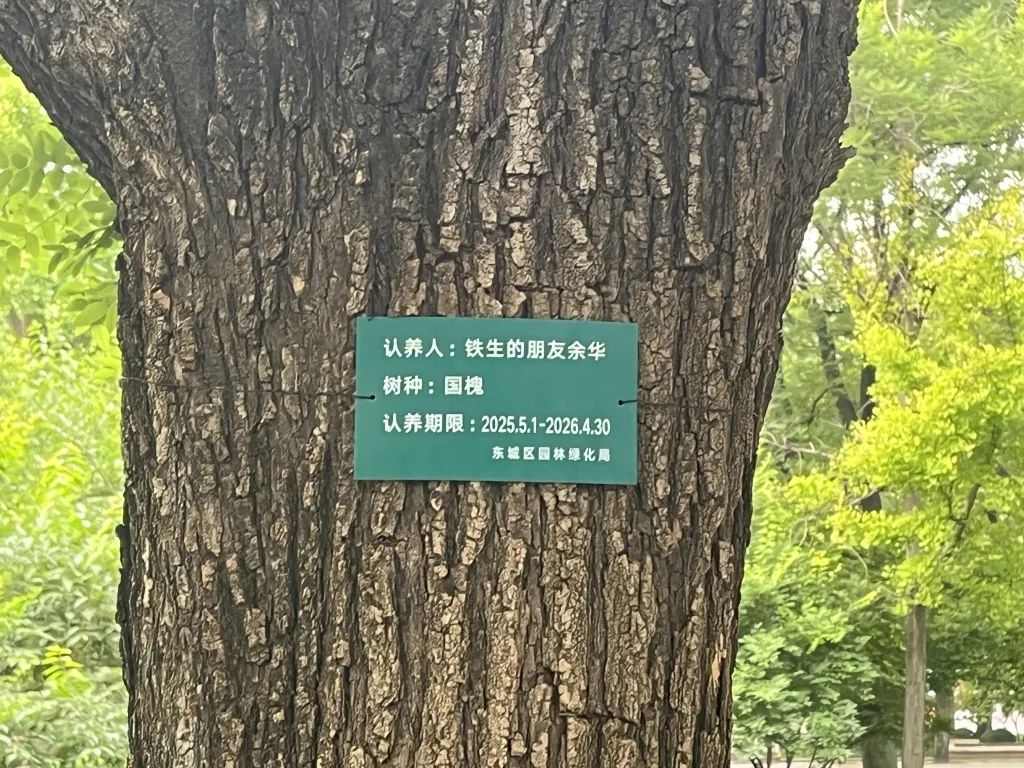 认养人：铁生的朋友余华
树种：国槐
认养期限：2025.5.1-2026.4.30
东城区园林绿化局